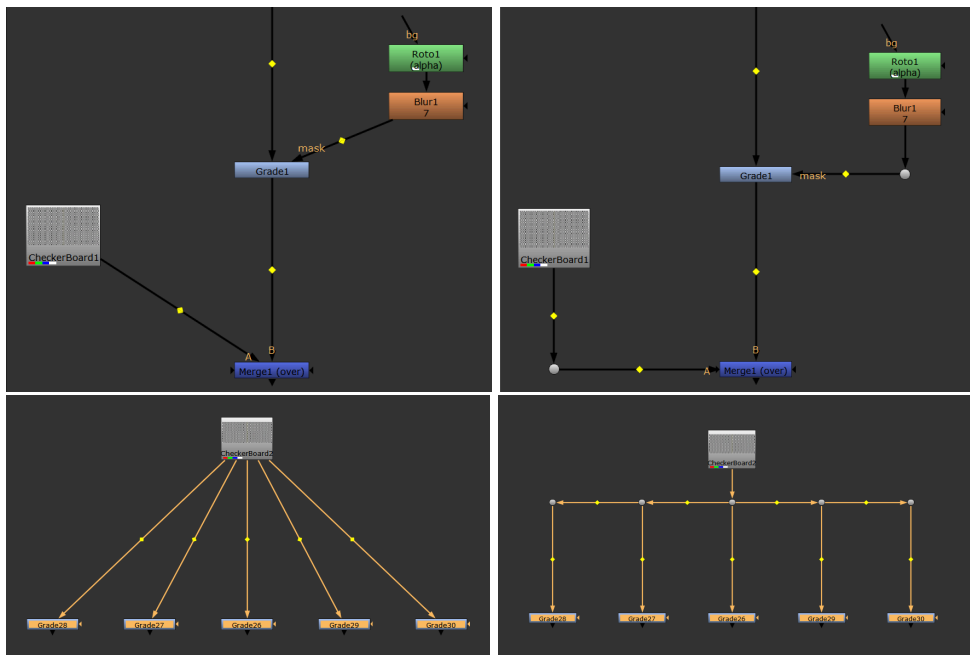 bg
Roto1
(alpha)
Blur1
7
mask
Grade1
CheckerBoard1
A
B
Merge1 (over)
bg
Roto1
(alpha)
Blur1
7
Grade1
mask
CheckerBoard1
B
A
Merge1 (over)
CheckerBoard2
Grade28
Grade27
Grade26
Grade29
Grade30
CheckerBoard2
Grade28
Grade27
Grade26
Grade29
Grade30